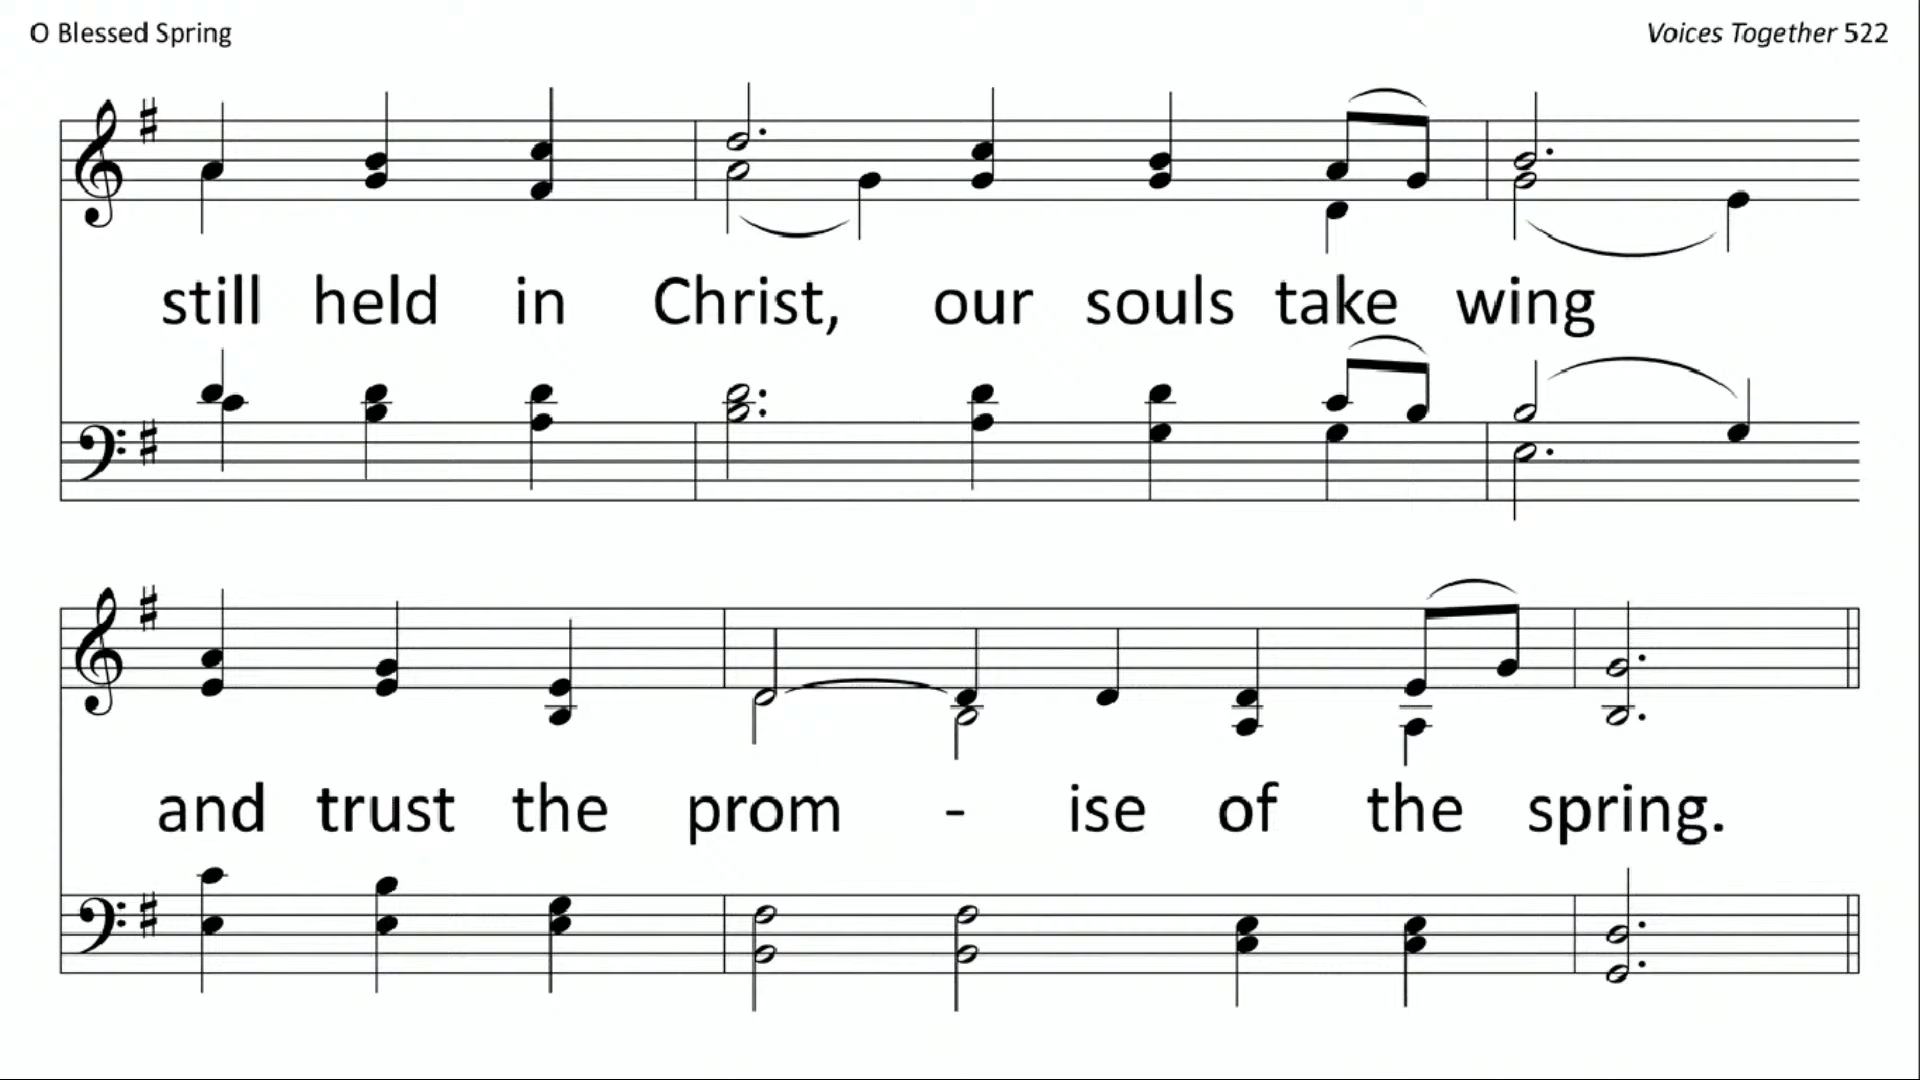 O Blessed Spring
Voices Together 522
still held in Christ, our souls take wing
and trust the prom - ise of the spring.